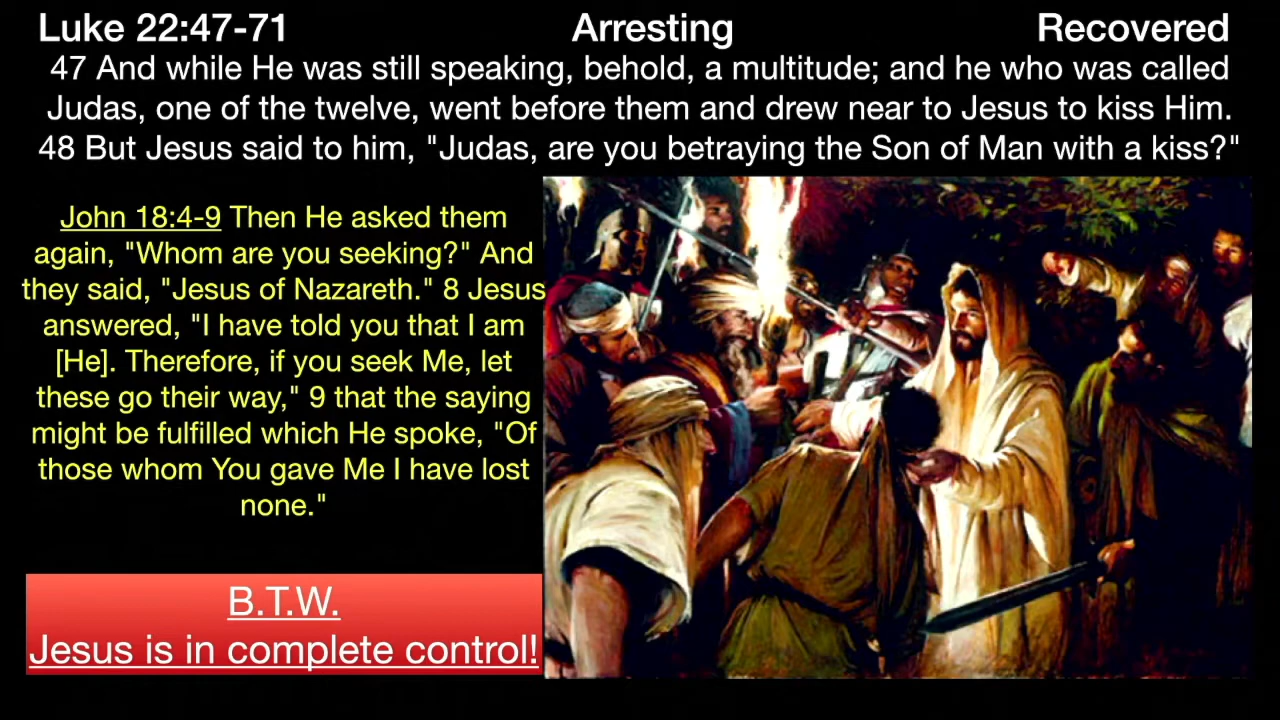 Luke 22:47-71 Arresting Recovered
47 And while He was still speaking, behold, a multitude; and he who was called
Judas, one of the twelve, went before them and drew near to Jesus to kiss Him.
48 But Jesus said to him, "Judas, are you betraying the Son of Man with a kiss?"
John 18:4-9 Then He asked them
again, "Whom are you seeking?" And
they said, "Jesus of Nazareth." 8 Jesus
answered, "I have told you that I am
[He]. Therefore, if you seek Me, let
these go their way," 9 that the saying
might be fulfilled which He spoke, "Of
those whom You gave Me I have lost
none."
B.T.W.
Jesus is in complete control!